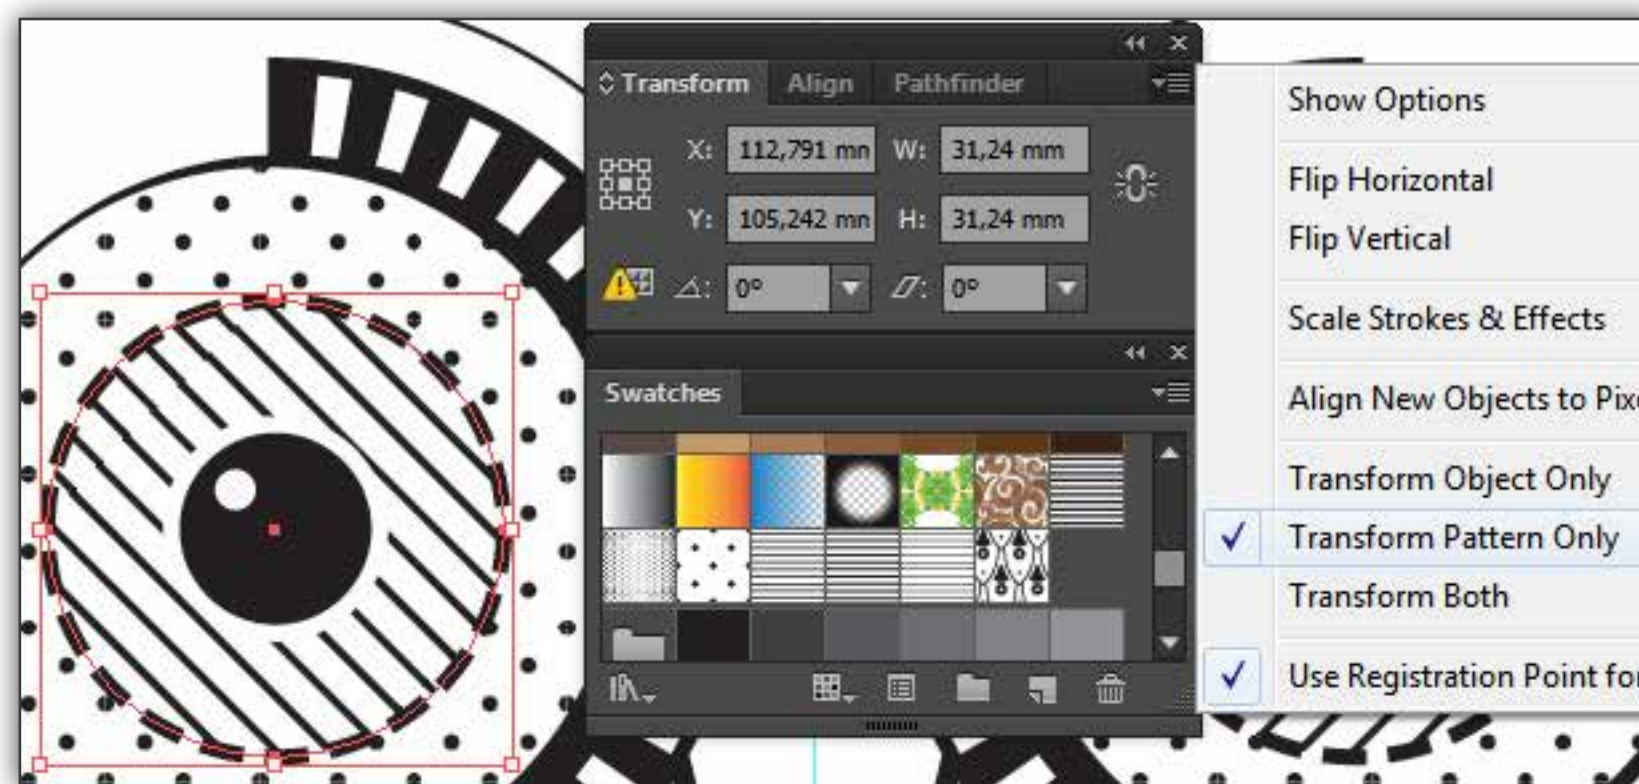 Transform Align Pathfinder
X: 112,791 mn W: 31,24 mm
Y: 105,242 mn H: 31,24 mm
0° 0°
Swatches
Show Options
Flip Horizontal
Flip Vertical
Scale Strokes & Effects
Align New Objects to Pix
Transform Object Only
Transform Pattern Only
Transform Both
Use Registration Point for